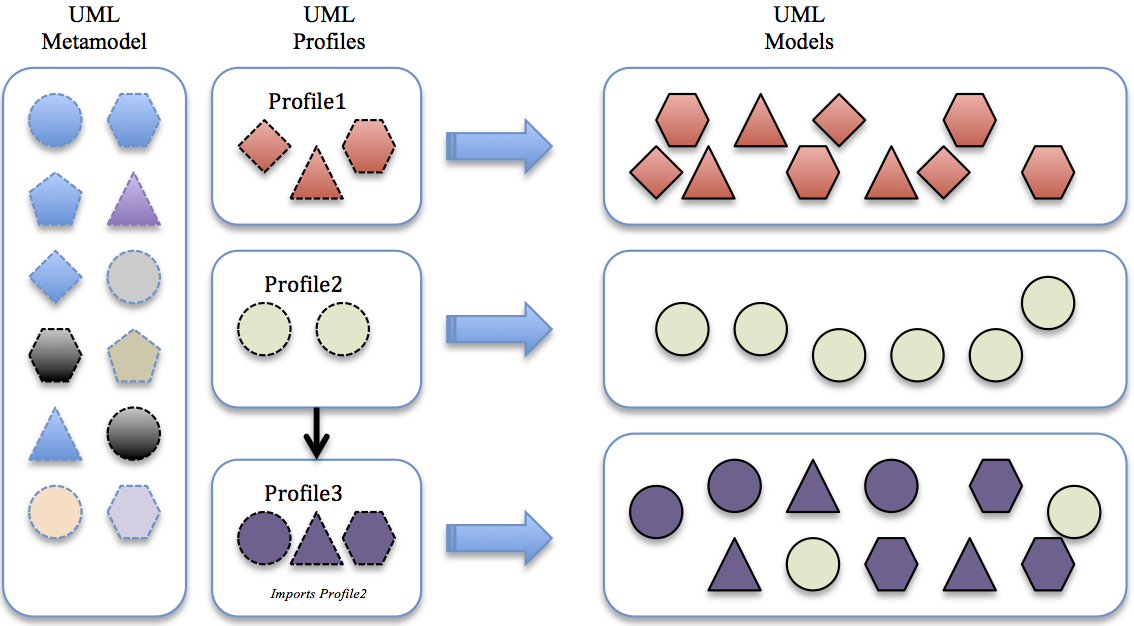 UML
Metamodel
UML
Profiles
UML
Models
Profile1
Profile2
Profile3
Imports Profile2